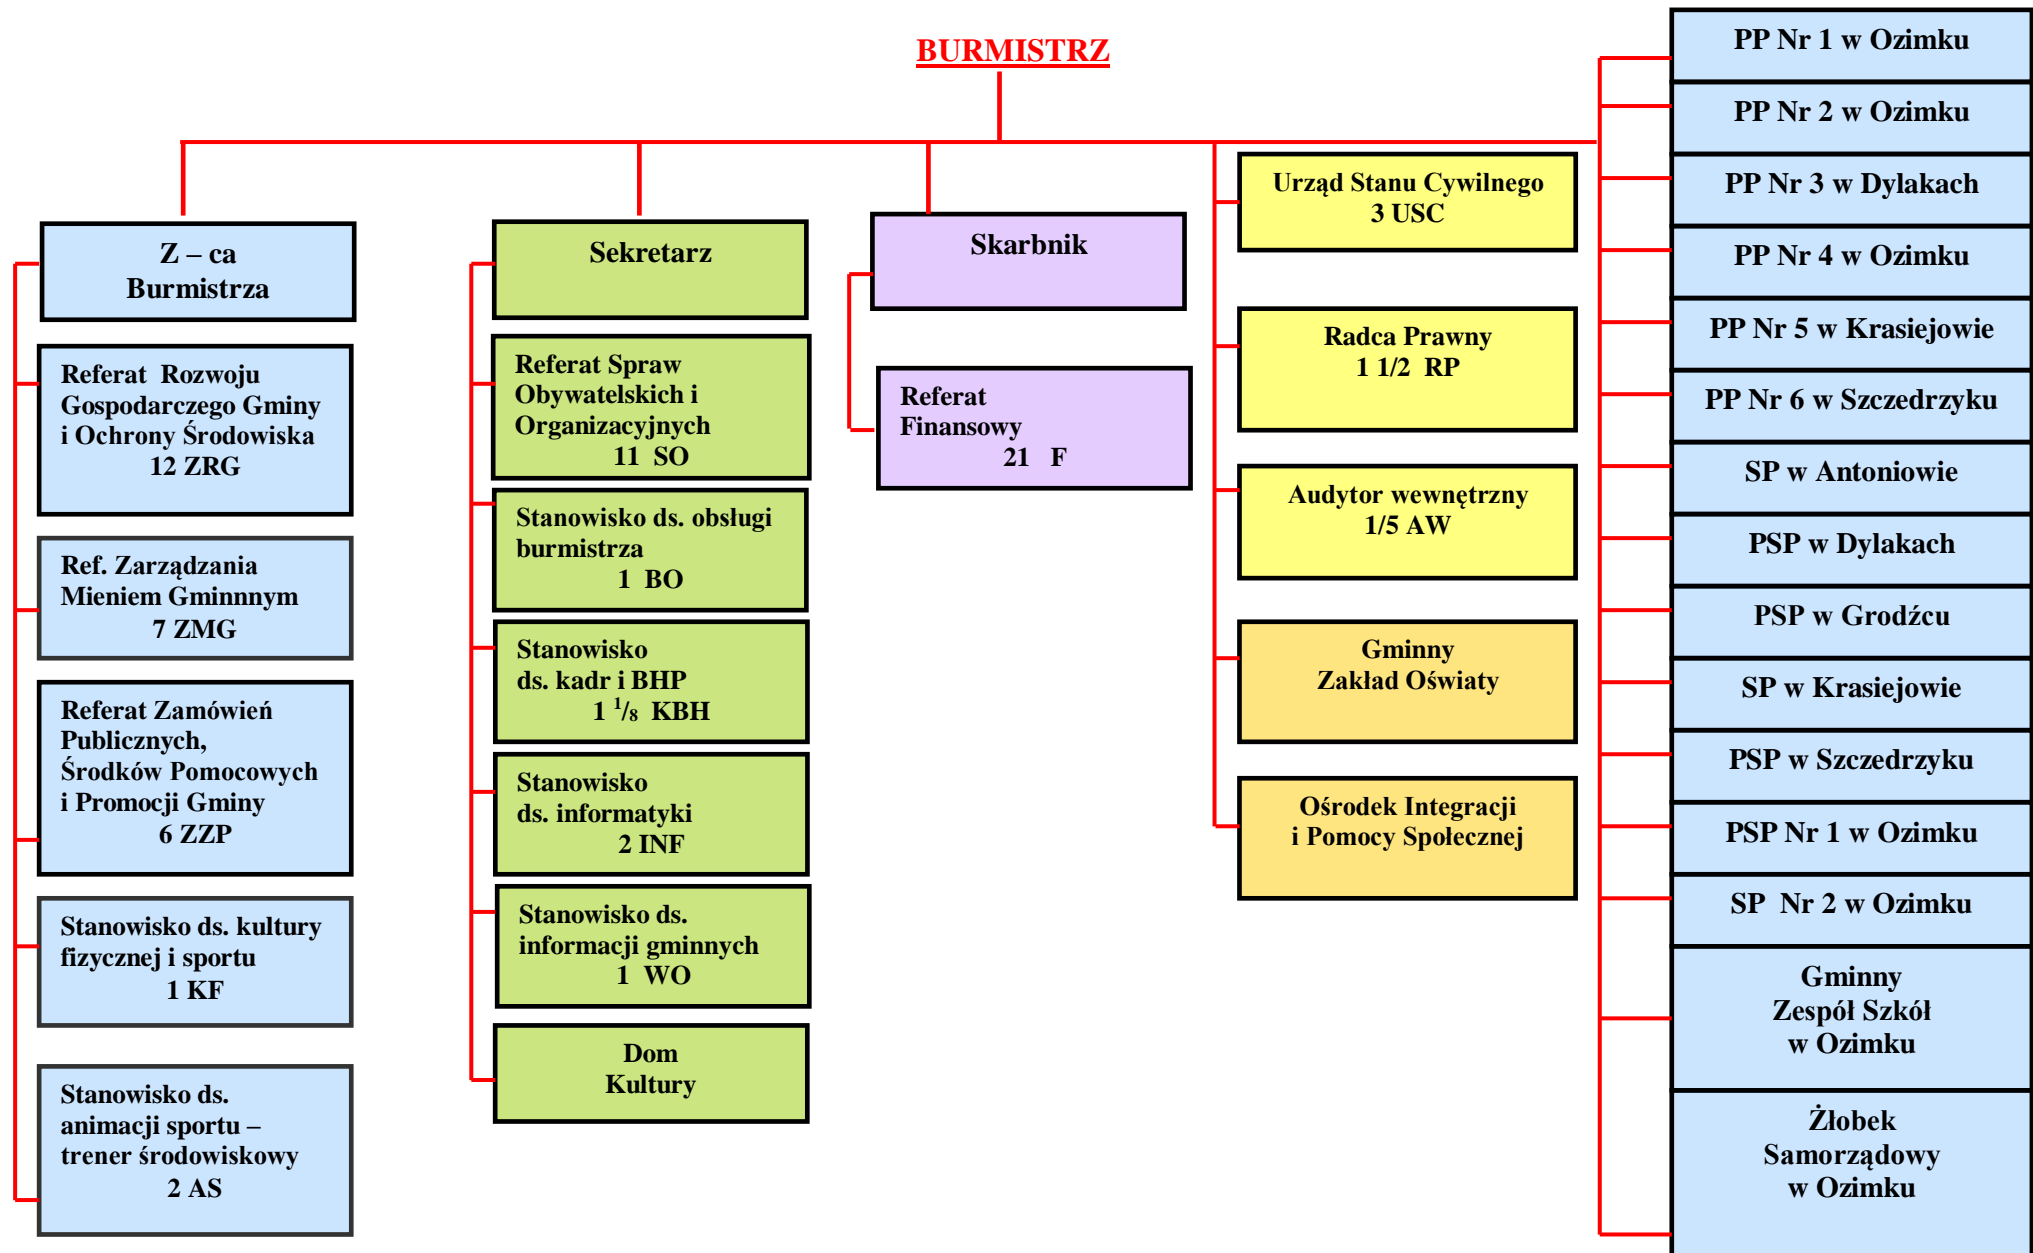 BURMISTRZ
Z – ca
Burmistrza
Referat Rozwoju
Gospodarczego Gminy
i Ochrony Środowiska
12 ZRG
Ref. Zarządzania
Mieniem Gminnnym
7 ZMG
Referat Zamówień
Publicznych,
Środków Pomocowych
i Promocji Gminy
6 ZZP
Stanowisko ds. kultury
fizycznej i sportu
1 KF
Stanowisko ds.
animacji sportu –
trener środowiskowy
2 AS
Sekretarz
Referat Spraw
Obywatelskich i
Organizacyjnych
11 SO
Stanowisko ds. obsługi
burmistrza
1 BO
Stanowisko
ds. kadr i BHP
1 1/8 KBH
Stanowisko
ds. informatyki
2 INF
Stanowisko ds.
informacji gminnych
1 WO
Dom
Kultury
Skarbnik
Referat
Finansowy
21 F
Urząd Stanu Cywilnego
3 USC
Radca Prawny
1 1/2 RP
Audytor wewnętrzny
1/5 AW
Gminny
Zakład Oświaty
Ośrodek Integracji
i Pomocy Społecznej
PP Nr 1 w Ozimku
PP Nr 2 w Ozimku
PP Nr 3 w Dylakach
PP Nr 4 w Ozimku
PP Nr 5 w Krasiejowie
PP Nr 6 w Szczedrzyku
SP w Antoniowie
PSP w Dylakach
PSP w Grodźcu
SP w Krasiejowie
PSP w Szczedrzyku
PSP Nr 1 w Ozimku
SP Nr 2 w Ozimku
Gminny
Zespół Szkół
w Ozimku
Żłobek
Samorządowy
w Ozimku